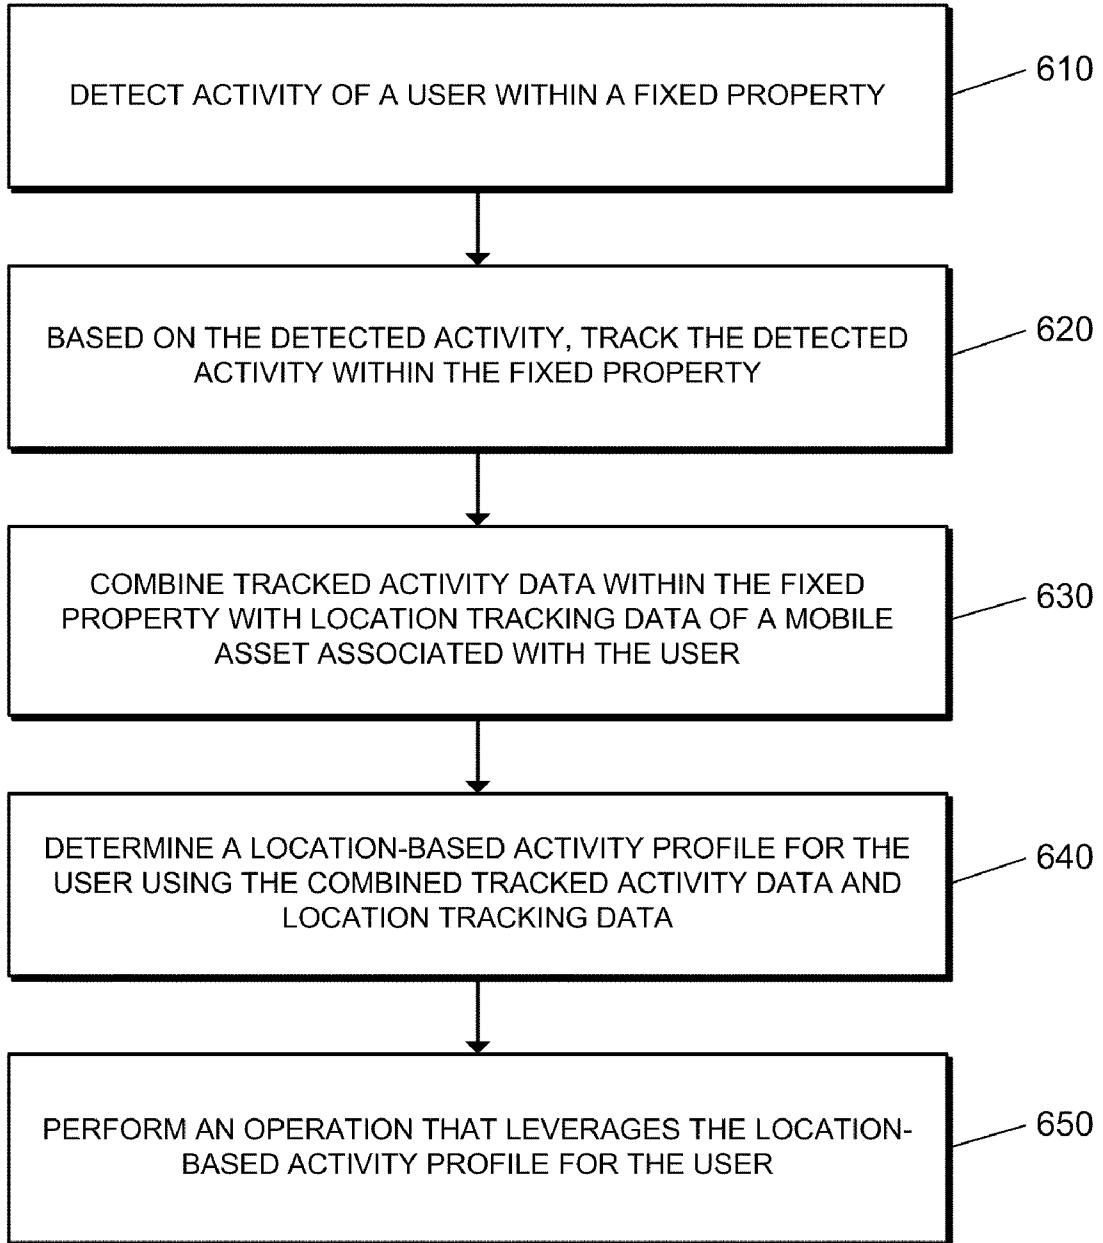 DETECT ACTIVITY OF A USER WITHIN A FIXED PROPERTY
610
BASED ON THE DETECTED ACTIVITY, TRACK THE DETECTED
ACTIVITY WITHIN THE FIXED PROPERTY
620
COMBINE TRACKED ACTIVITY DATA WITHIN THE FIXED
PROPERTY WITH LOCATION TRACKING DATA OF A MOBILE
ASSET ASSOCIATED WITH THE USER
630
DETERMINE A LOCATION-BASED ACTIVITY PROFILE FOR THE
USER USING THE COMBINED TRACKED ACTIVITY DATA AND
LOCATION TRACKING DATA
640
PERFORM AN OPERATION THAT LEVERAGES THE LOCATION-
BASED ACTIVITY PROFILE FOR THE USER
650